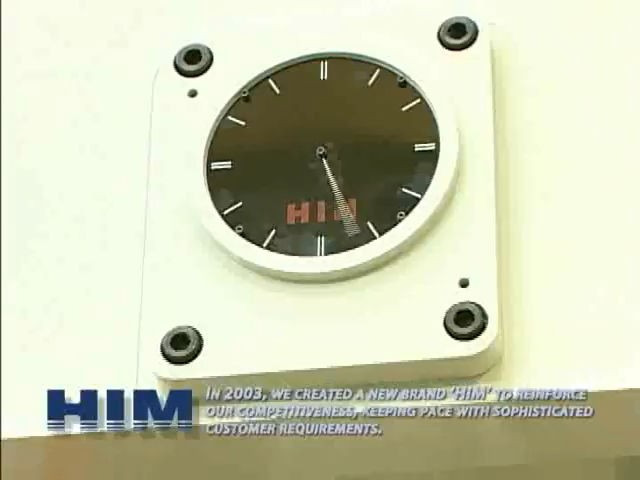 HIM
HIM
IN 2003, WE CREATED A NEW BRAND 'HIM' TO REINFORCE
OUR COMPETITIVENESS, KEEPING PACE WITH SOPHISTICATED
CUSTOMER REQUIREMENTS.